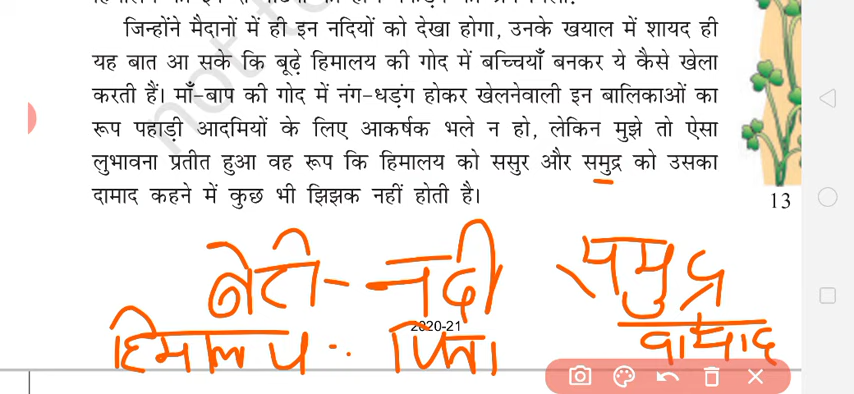 जिन्होंने मैदानों में ही इन नदियों को देखा होगा, उनके खयाल में शायद ही
यह बात आ सके कि बूढ़े हिमालय की गोद में बच्चियाँ बनकर ये कैसे खेला
करती हैं। माँ-बाप की गोद में नंग-धड़ंग होकर खेलनेवाली इन बालिकाओं का
रूप पहाड़ी आदमियों के लिए आकर्षक भले न हो, लेकिन मुझे तो ऐसा
लुभावना प्रतीत हुआ वह रूप कि हिमालय को ससुर और समुद्र को उसका
दामाद कहने में कुछ भी झिझक नहीं होती है।
13
बेटी - नदी समुद्र
2020-21
हिमालय - पिता दामाद